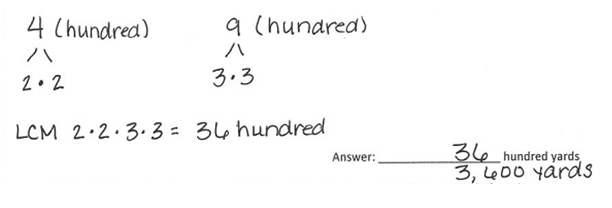 4 (hundred) 9 (hundred)
2·2 3·3
LCM 2·2·3·3 = 36 hundred
Answer: 36 hundred yards
3,600 yards